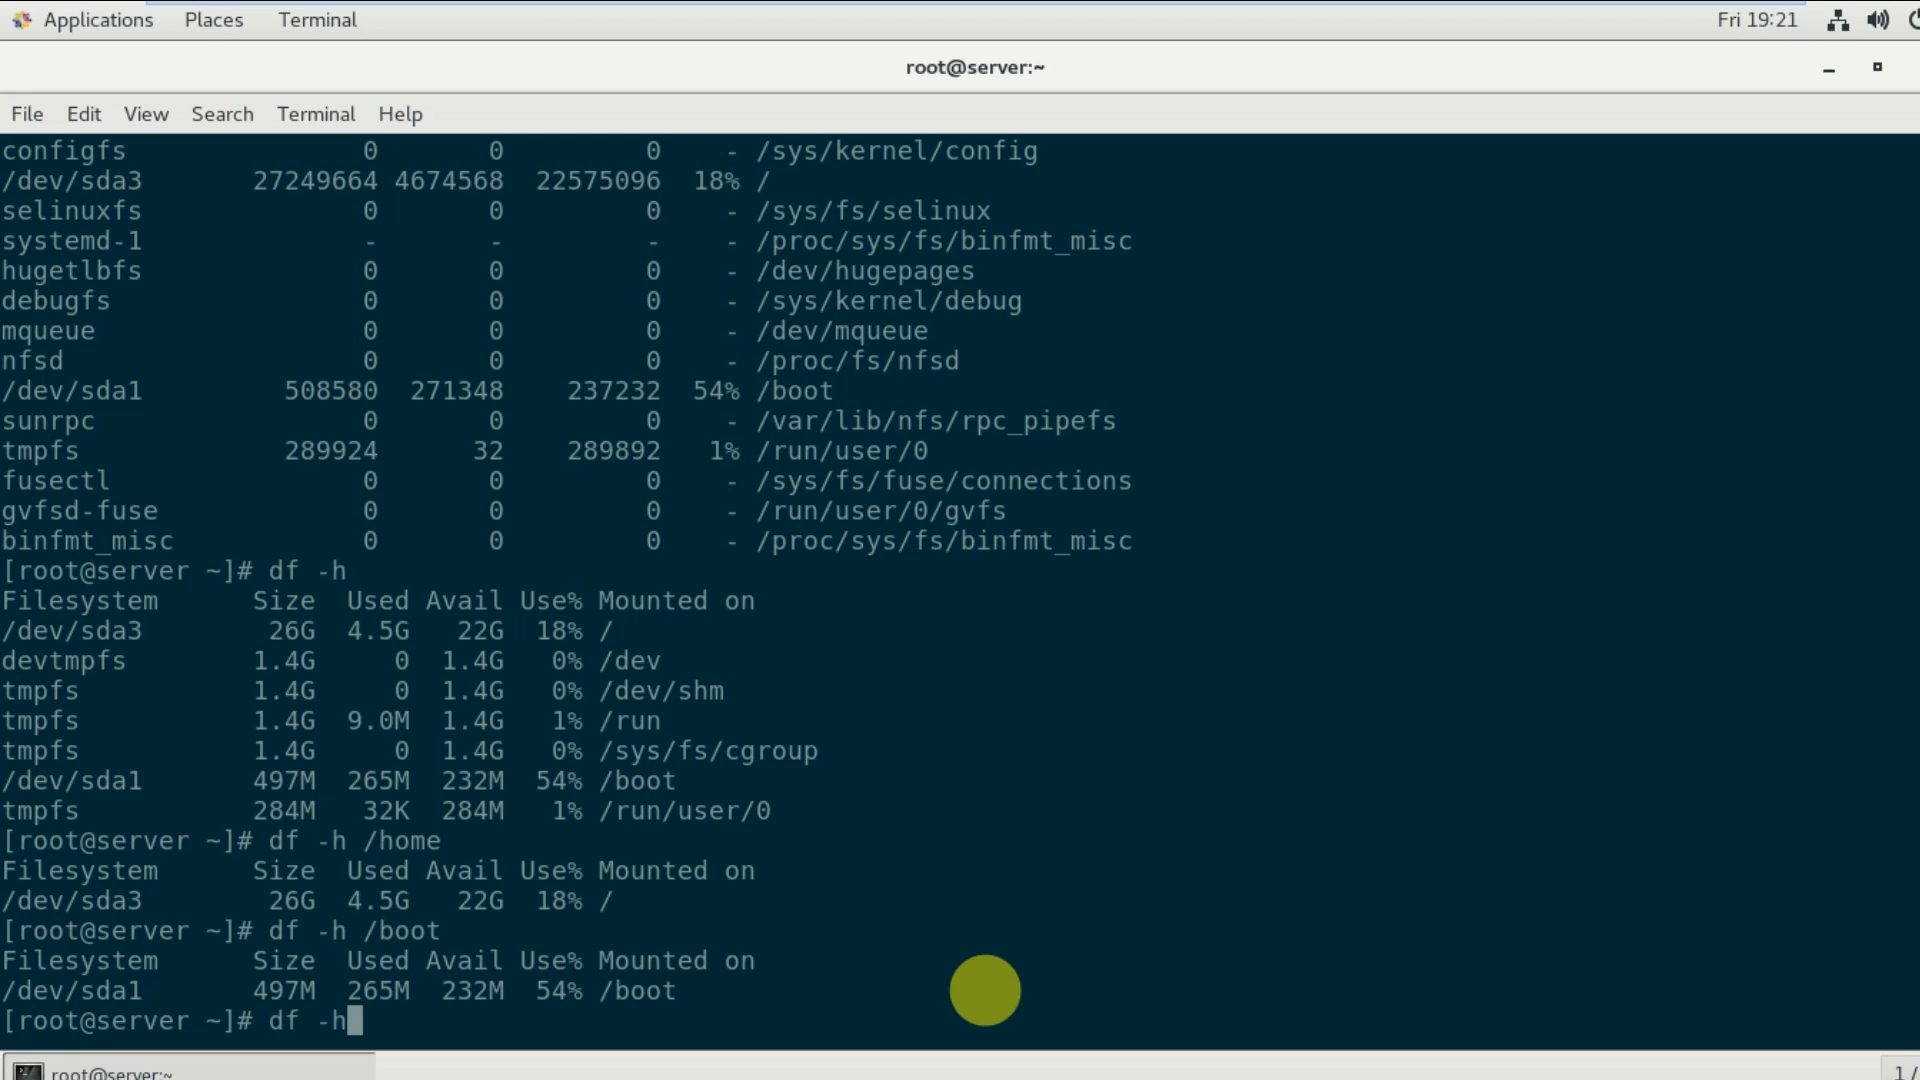 Applications Places Terminal Fri 19:21
root@server:~
File Edit View Search Terminal Help
configfs 0 0 0 - /sys/kernel/config
/dev/sda3 27249664 4674568 22575096 18% /
selinuxfs 0 0 0 - /sys/fs/selinux
systemd-1 - - - - /proc/sys/fs/binfmt_misc
hugetlbfs 0 0 0 - /dev/hugepages
debugfs 0 0 0 - /sys/kernel/debug
mqueue 0 0 0 - /dev/mqueue
nfsd 0 0 0 - /proc/fs/nfsd
/dev/sda1 508580 271348 237232 54% /boot
sunrpc 0 0 0 - /var/lib/nfs/rpc_pipefs
tmpfs 289924 32 289892 1% /run/user/0
fusectl 0 0 0 - /sys/fs/fuse/connections
gvfsd-fuse 0 0 0 - /run/user/0/gvfs
binfmt_misc 0 0 0 - /proc/sys/fs/binfmt_misc
[root@server ~]# df -h
Filesystem Size Used Avail Use% Mounted on
/dev/sda3 26G 4.5G 22G 18% /
devtmpfs 1.4G 0 1.4G 0% /dev
tmpfs 1.4G 0 1.4G 0% /dev/shm
tmpfs 1.4G 9.0M 1.4G 1% /run
tmpfs 1.4G 0 1.4G 0% /sys/fs/cgroup
/dev/sda1 497M 265M 232M 54% /boot
tmpfs 284M 32K 284M 1% /run/user/0
[root@server ~]# df -h /home
Filesystem Size Used Avail Use% Mounted on
/dev/sda3 26G 4.5G 22G 18% /
[root@server ~]# df -h /boot
Filesystem Size Used Avail Use% Mounted on
/dev/sda1 497M 265M 232M 54% /boot
[root@server ~]# df -h
root@server:~ 1 /